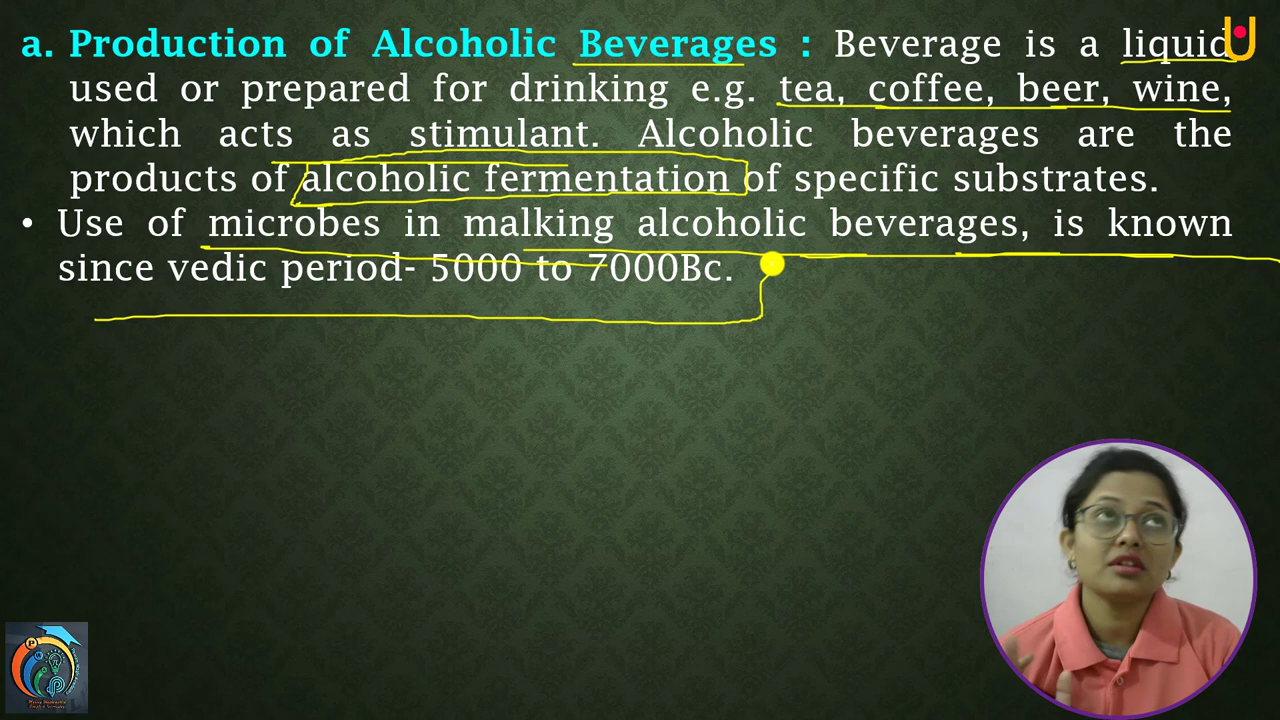 a. Production of Alcoholic Beverages : Beverage is a liquid
used or prepared for drinking e.g. tea, coffee, beer, wine,
which acts as stimulant. Alcoholic beverages are the
products of alcoholic fermentation of specific substrates.
• Use of microbes in malking alcoholic beverages, is known
since vedic period- 5000 to 7000Bc.